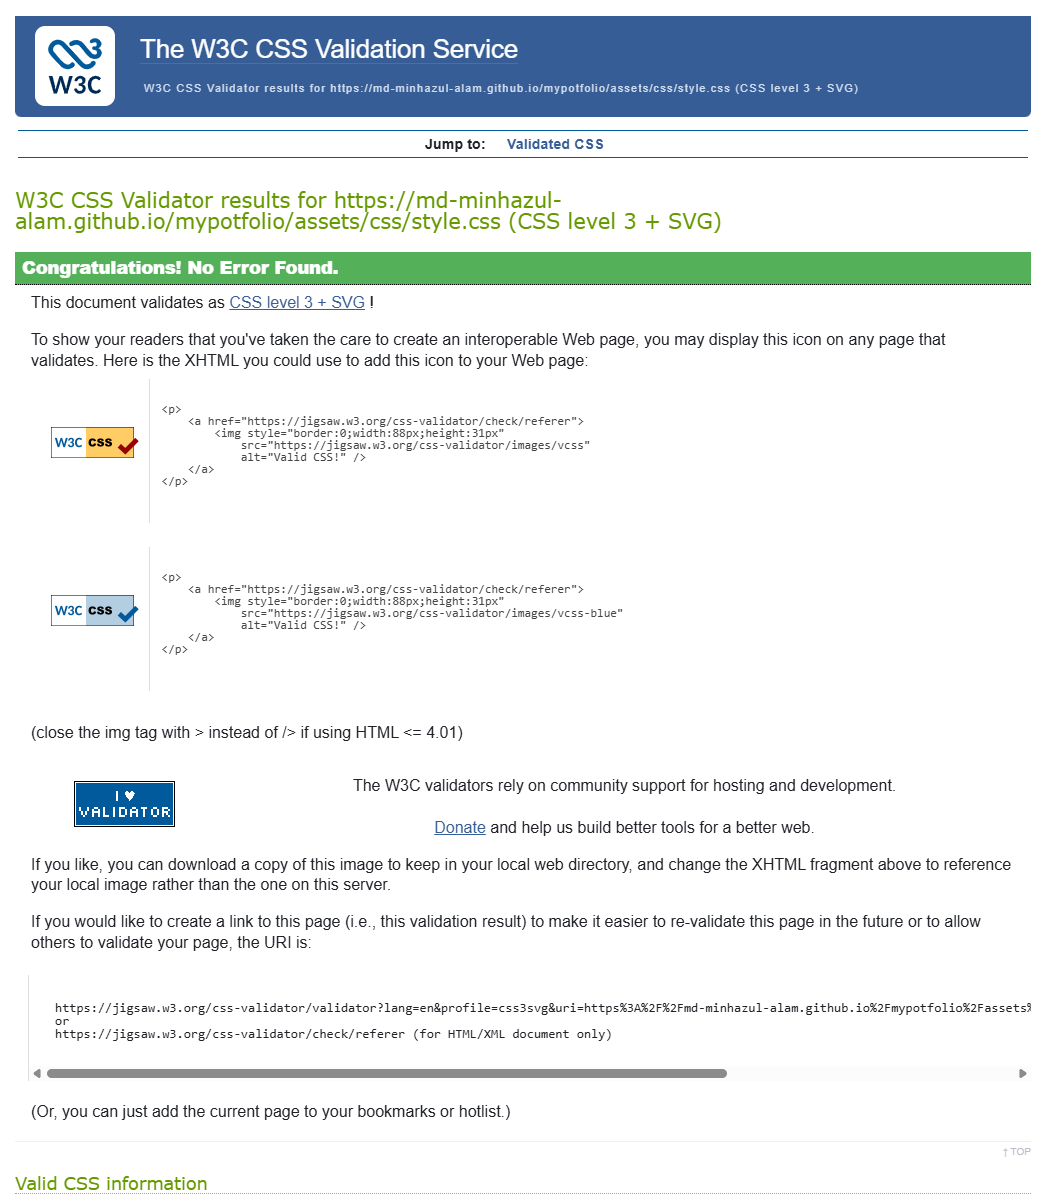 W3C
The W3C CSS Validation Service
W3C CSS Validator results for https://md-minhazul-alam.github.io/mypotfolio/assets/css/style.css (CSS level 3 + SVG)
Jump to: Validated CSS
W3C CSS Validator results for https://md-minhazul-
alam.github.io/mypotfolio/assets/css/style.css (CSS level 3 + SVG)
Congratulations! No Error Found.
This document validates as CSS level 3 + SVG !
To show your readers that you've taken the care to create an interoperable Web page, you may display this icon on any page that
validates. Here is the XHTML you could use to add this icon to your Web page:
W3C css
<p>
<a href="https://jigsaw.w3.org/css-validator/check/referer">
<img style="border:0;width:88px;height:31px"
src="https://jigsaw.w3.org/css-validator/images/vcss"
alt="Valid CSS!" />
</a>
</p>
W3C css
<p>
<a href="https://jigsaw.w3.org/css-validator/check/referer">
<img style="border:0;width:88px;height:31px"
src="https://jigsaw.w3.org/css-validator/images/vcss-blue"
alt="Valid CSS!" />
</a>
</p>
(close the img tag with > instead of /> if using HTML <= 4.01)
I ♥
VALIDATOR
The W3C validators rely on community support for hosting and development.
Donate and help us build better tools for a better web.
If you like, you can download a copy of this image to keep in your local web directory, and change the XHTML fragment above to reference
your local image rather than the one on this server.
If you would like to create a link to this page (i.e., this validation result) to make it easier to re-validate this page in the future or to allow
others to validate your page, the URI is:
https://jigsaw.w3.org/css-validator/validator?lang=en&profile=css3svg&uri=https%3A%2F%2Fmd-minhazul-alam.github.io%2Fmypotfolio%2Fassets%
or
https://jigsaw.w3.org/css-validator/check/referer (for HTML/XML document only)
(Or, you can just add the current page to your bookmarks or hotlist.)
↑ TOP
Valid CSS information